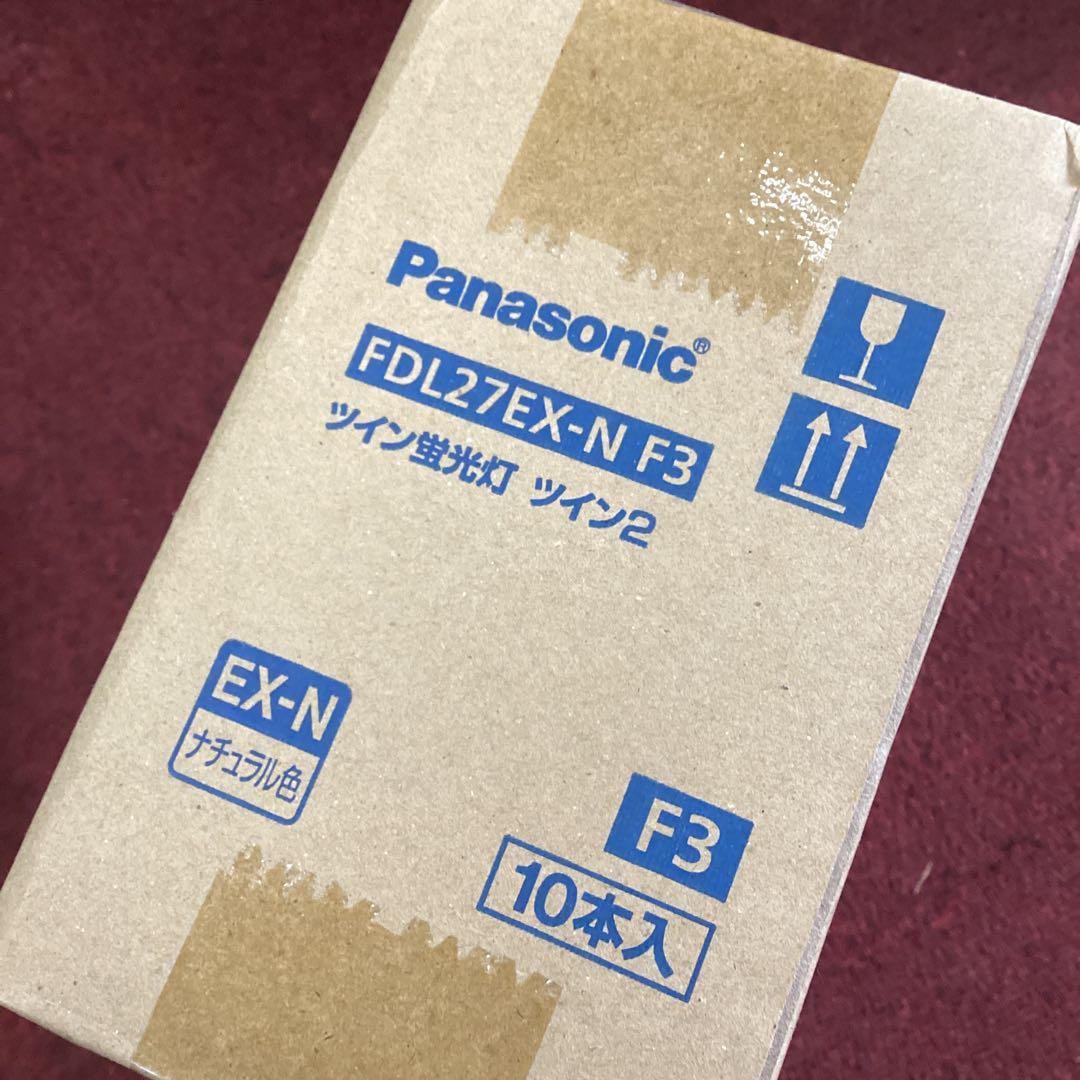 Panasonic®
FDL27EX-N F3
ツイン蛍光灯 ツイン2
EX-N
ナチュラル色
F3
10本入